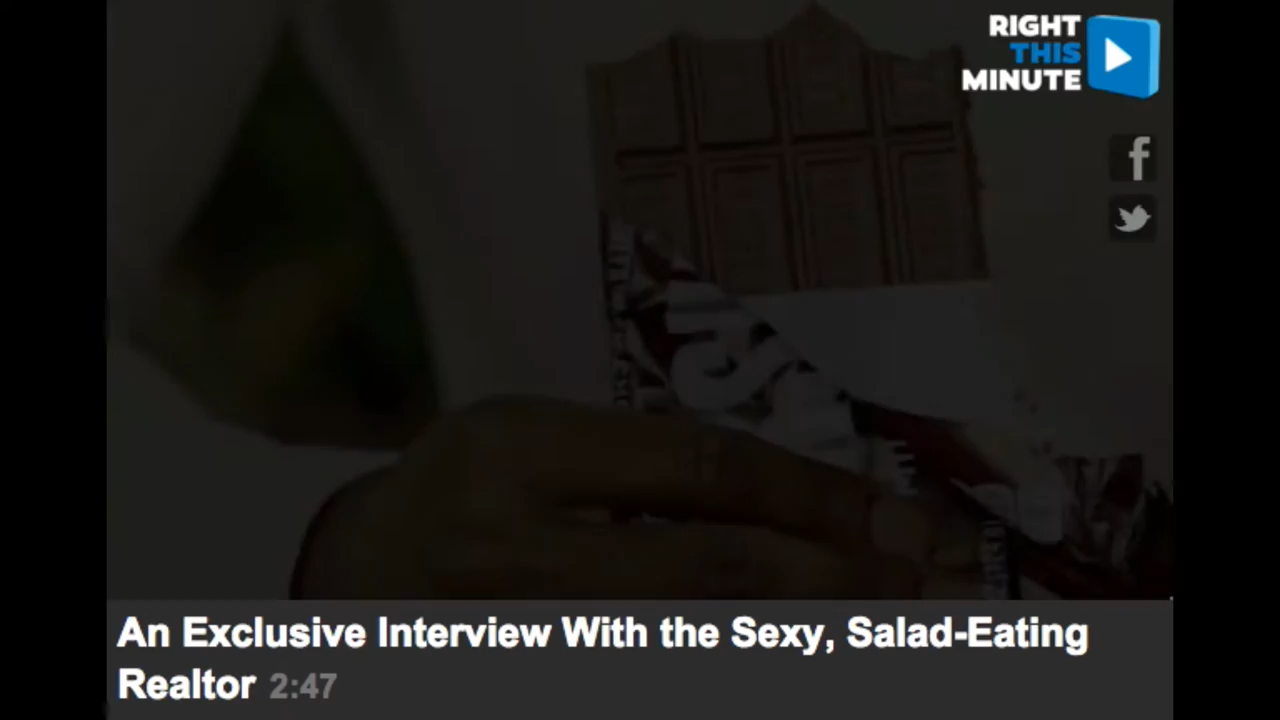 RIGHT
THIS
MINUTE
f
An Exclusive Interview With the Sexy, Salad-Eating
Realtor 2:47